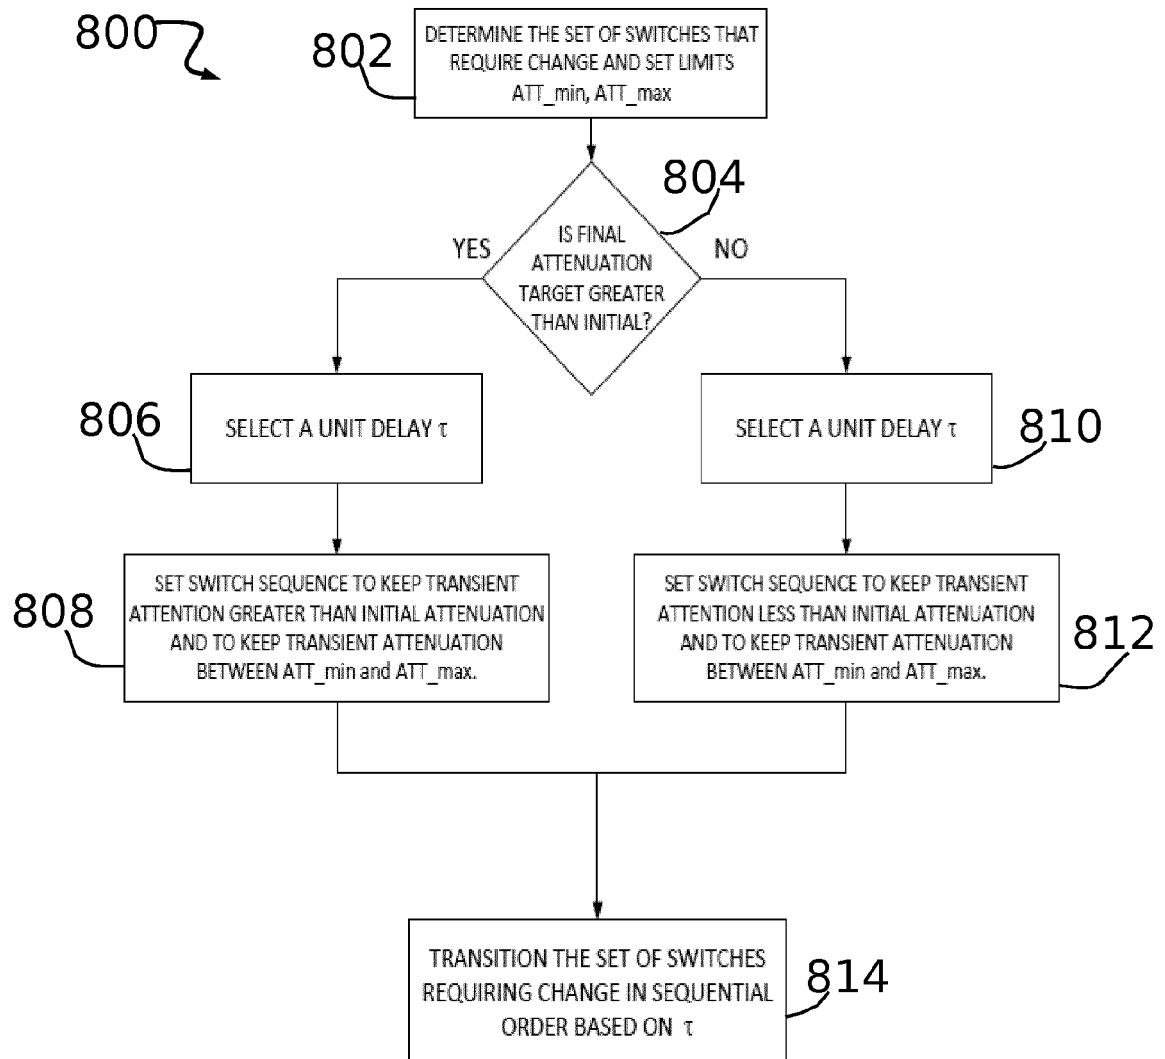 800
802
DETERMINE THE SET OF SWITCHES THAT
REQUIRE CHANGE AND SET LIMITS
ATT_min, ATT_max
804
YES
IS FINAL
ATTENUATION
TARGET GREATER
THAN INITIAL?
NO
806
SELECT A UNIT DELAY τ
SELECT A UNIT DELAY τ
810
808
SET SWITCH SEQUENCE TO KEEP TRANSIENT
ATTENTION GREATER THAN INITIAL ATTENUATION
AND TO KEEP TRANSIENT ATTENUATION
BETWEEN ATT_min and ATT_max.
SET SWITCH SEQUENCE TO KEEP TRANSIENT
ATTENTION LESS THAN INITIAL ATTENUATION
AND TO KEEP TRANSIENT ATTENUATION
BETWEEN ATT_min and ATT_max.
812
TRANSITION THE SET OF SWITCHES
REQUIRING CHANGE IN SEQUENTIAL
ORDER BASED ON τ
814